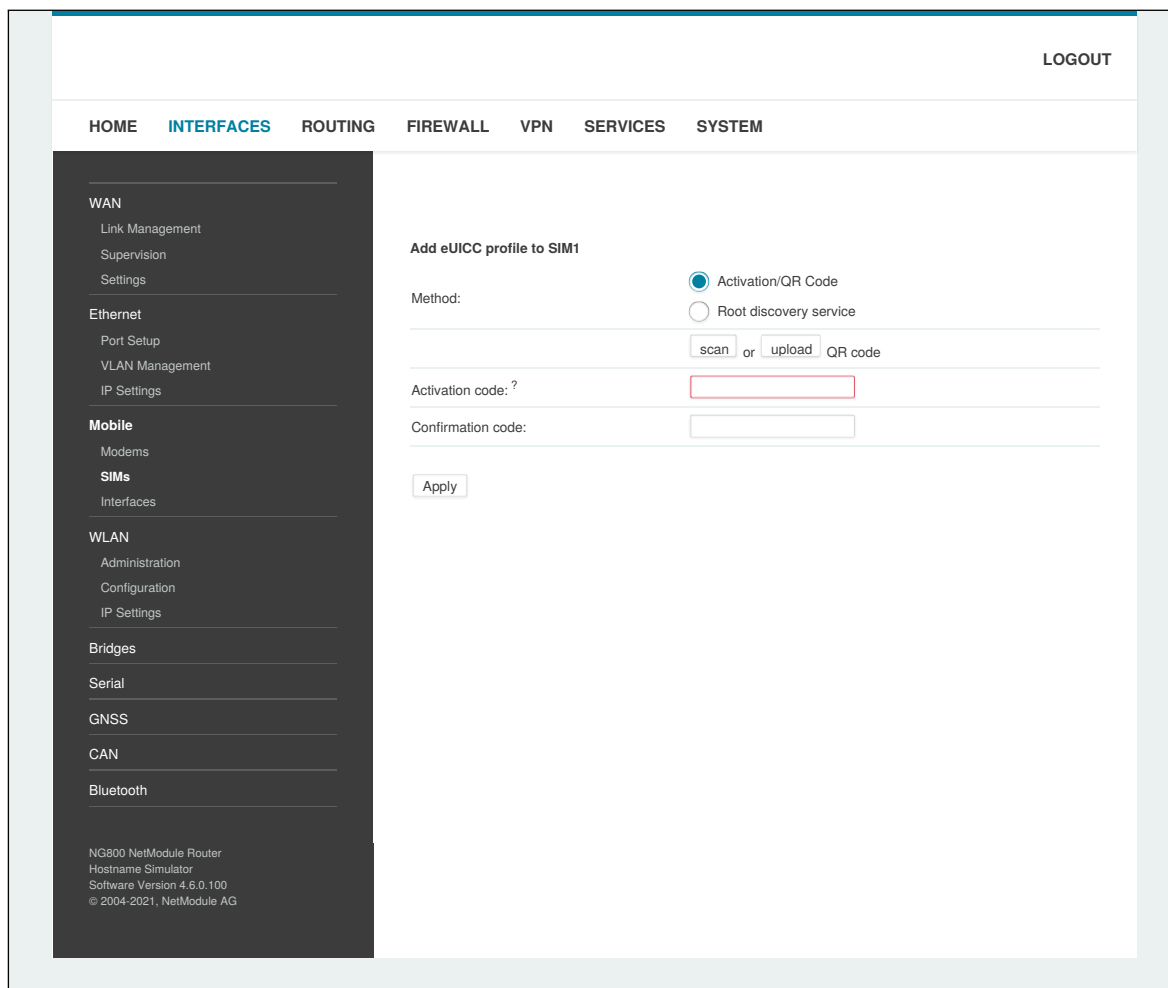 LOGOUT
HOME INTERFACES ROUTING FIREWALL VPN SERVICES SYSTEM
WAN
Link Management
Supervision
Settings
Ethernet
Port Setup
VLAN Management
IP Settings
Mobile
Modems
SIMs
Interfaces
WLAN
Administration
Configuration
IP Settings
Bridges
Serial
GNSS
CAN
Bluetooth
NG800 NetModule Router
Hostname Simulator
Software Version 4.6.0.100
© 2004-2021, NetModule AG
Add eUICC profile to SIM1
Method:
Activation/QR Code
Root discovery service
scan or upload QR code
Activation code: ?
Confirmation code:
Apply